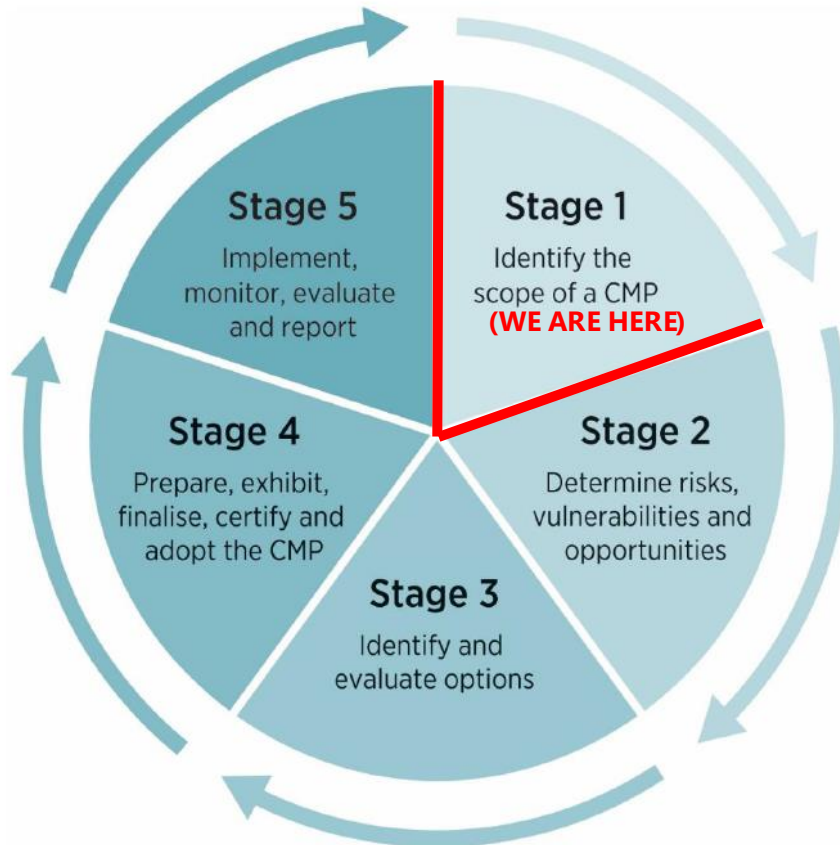 Stage 1
Identify the
scope of a CMP
(WE ARE HERE)
Stage 2
Determine risks,
vulnerabilities and
opportunities
Stage 3
Identify and
evaluate options
Stage 4
Prepare, exhibit,
finalise, certify and
adopt the CMP
Stage 5
Implement,
monitor, evaluate
and report